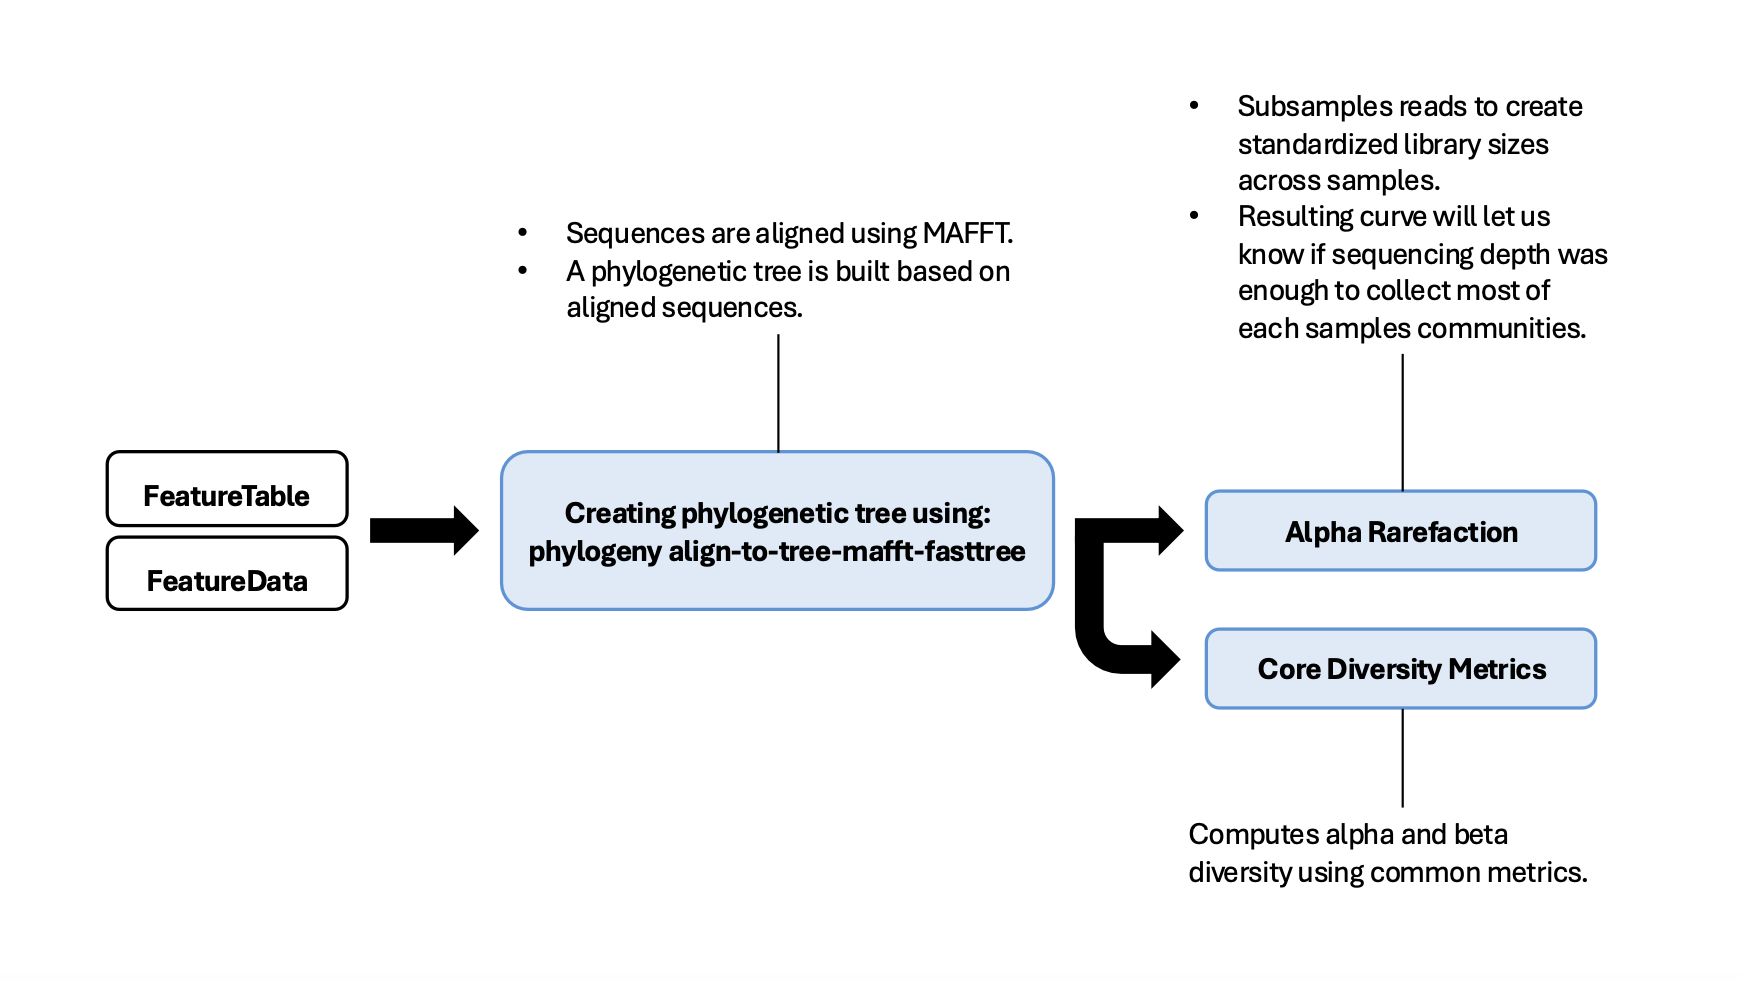 • Subsamples reads to create
standardized library sizes
across samples.
• Resulting curve will let us
know if sequencing depth was
enough to collect most of
each samples communities.
• Sequences are aligned using MAFFT.
• A phylogenetic tree is built based on
aligned sequences.
FeatureTable
FeatureData
Creating phylogenetic tree using:
phylogeny align-to-tree-mafft-fasttree
Alpha Rarefaction
Core Diversity Metrics
Computes alpha and beta
diversity using common metrics.